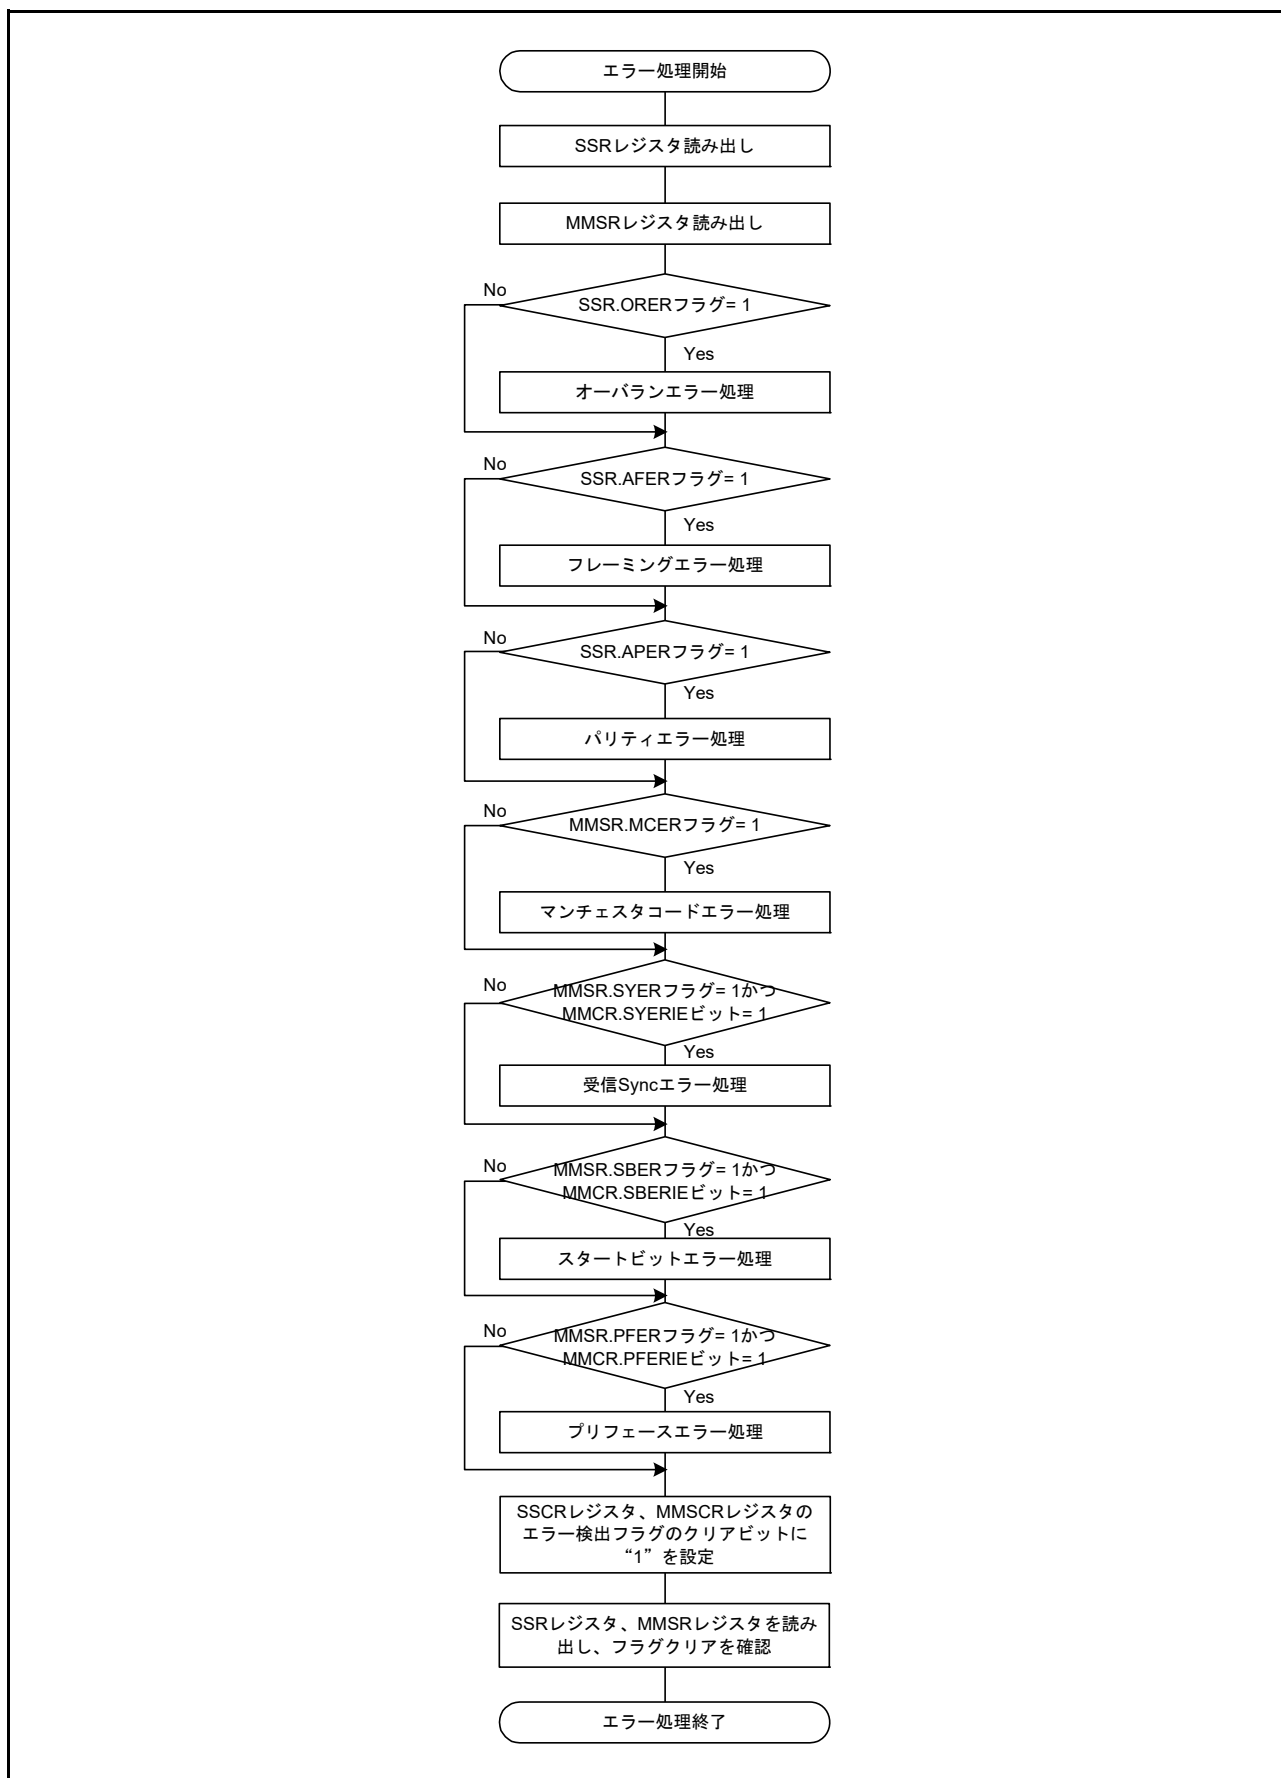 エラー処理開始
SSRレジスタ読み出し
MMSRレジスタ読み出し
No
SSR.ORERフラグ= 1
Yes
オーバランエラー処理
No
SSR.AFERフラグ= 1
Yes
フレーミングエラー処理
No
SSR.APERフラグ= 1
Yes
パリティエラー処理
No
MMSR.MCERフラグ= 1
Yes
マンチェスタコードエラー処理
No
MMSR.SYERフラグ= 1かつ
MMCR.SYERIEビット= 1
Yes
受信Syncエラー処理
No
MMSR.SBERフラグ= 1かつ
MMCR.SBERIEビット= 1
Yes
スタートビットエラー処理
No
MMSR.PFERフラグ= 1かつ
MMCR.PFERIEビット= 1
Yes
プリフェースエラー処理
SSCRレジスタ、MMSCRレジスタの
エラー検出フラグのクリアビットに
“1”を設定
SSRレジスタ、MMSRレジスタを読み
出し、フラグクリアを確認
エラー処理終了